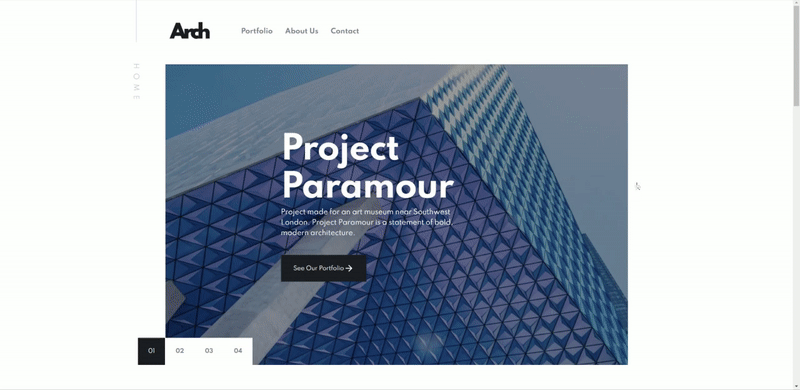 Arch
Portfolio About Us Contact
HOME
Project
Paramour
Project made for an art museum near Southwest
London. Project Paramour is a statement of bold,
modern architecture.
See Our Portfolio
01 02 03 04